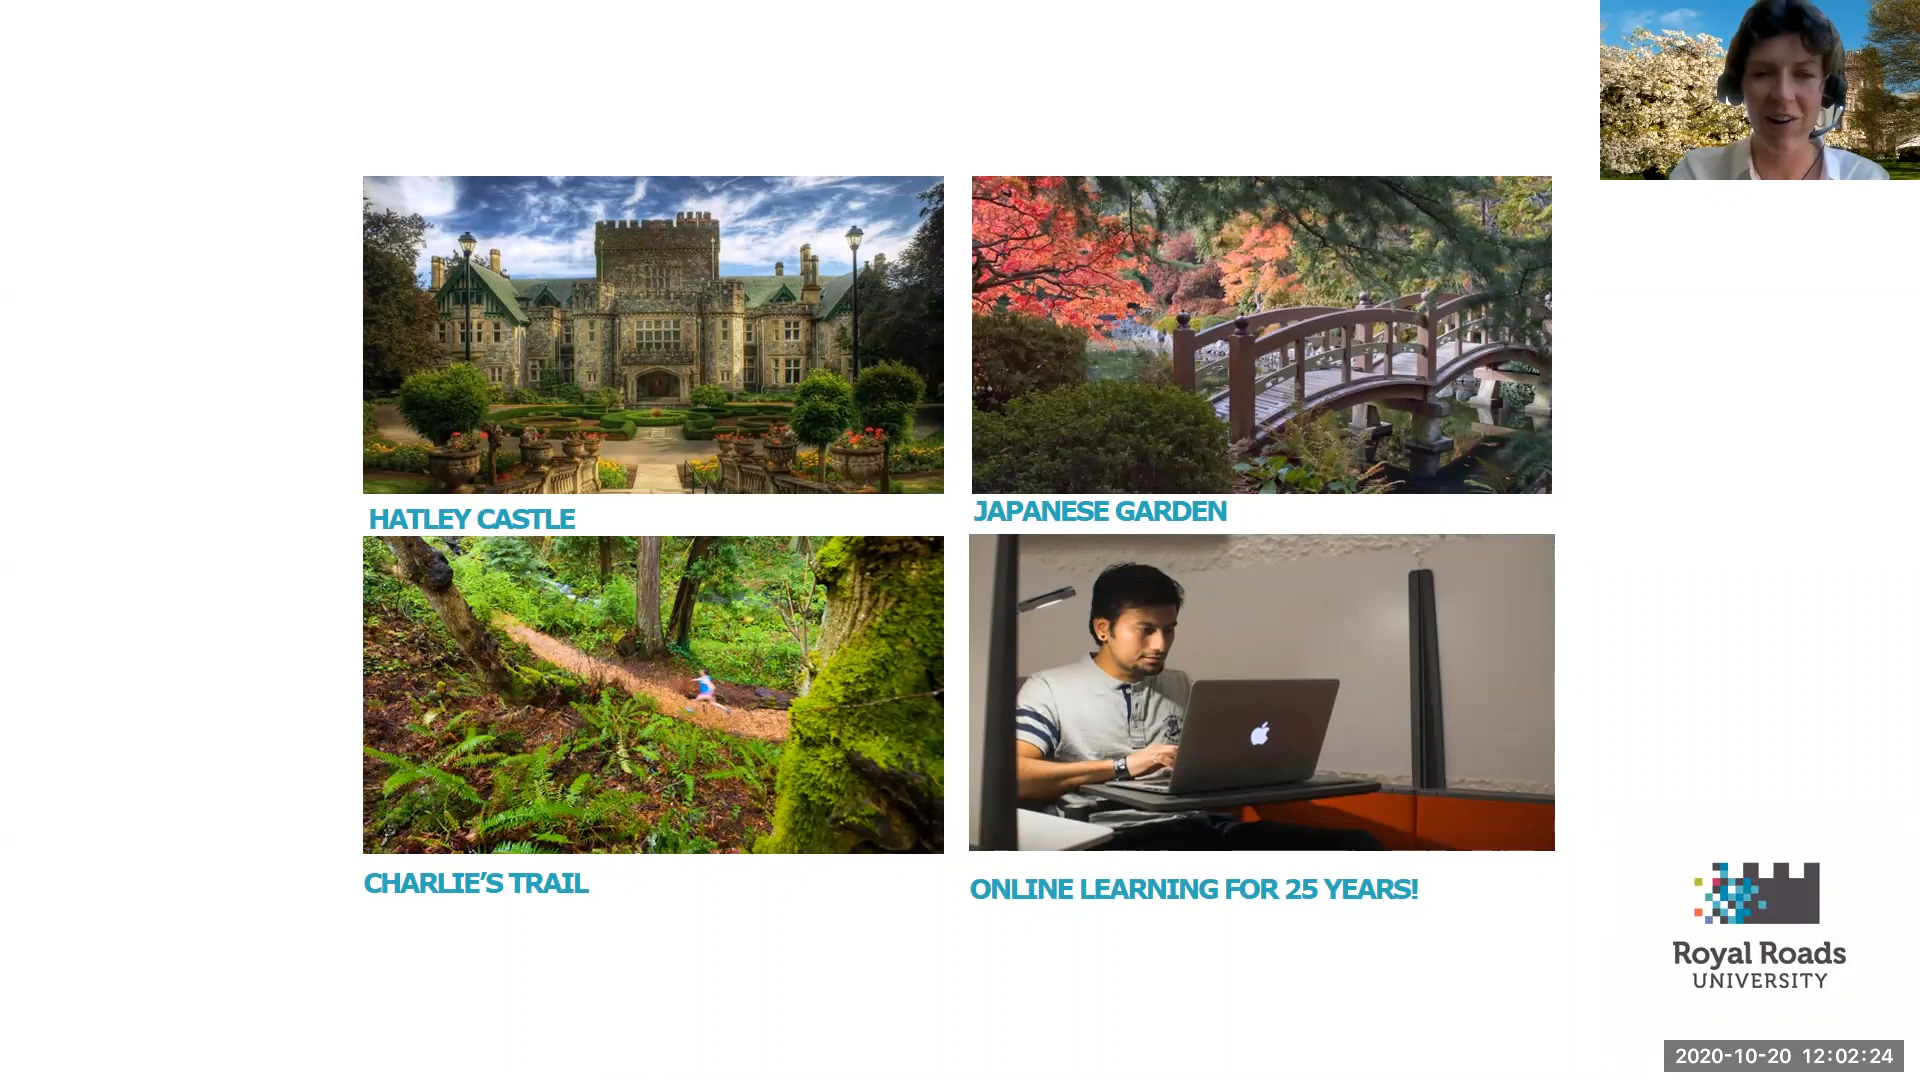 HATLEY CASTLE
JAPANESE GARDEN
CHARLIE’S TRAIL
ONLINE LEARNING FOR 25 YEARS!
Royal Roads
UNIVERSITY
2020-10-20 12:02:24